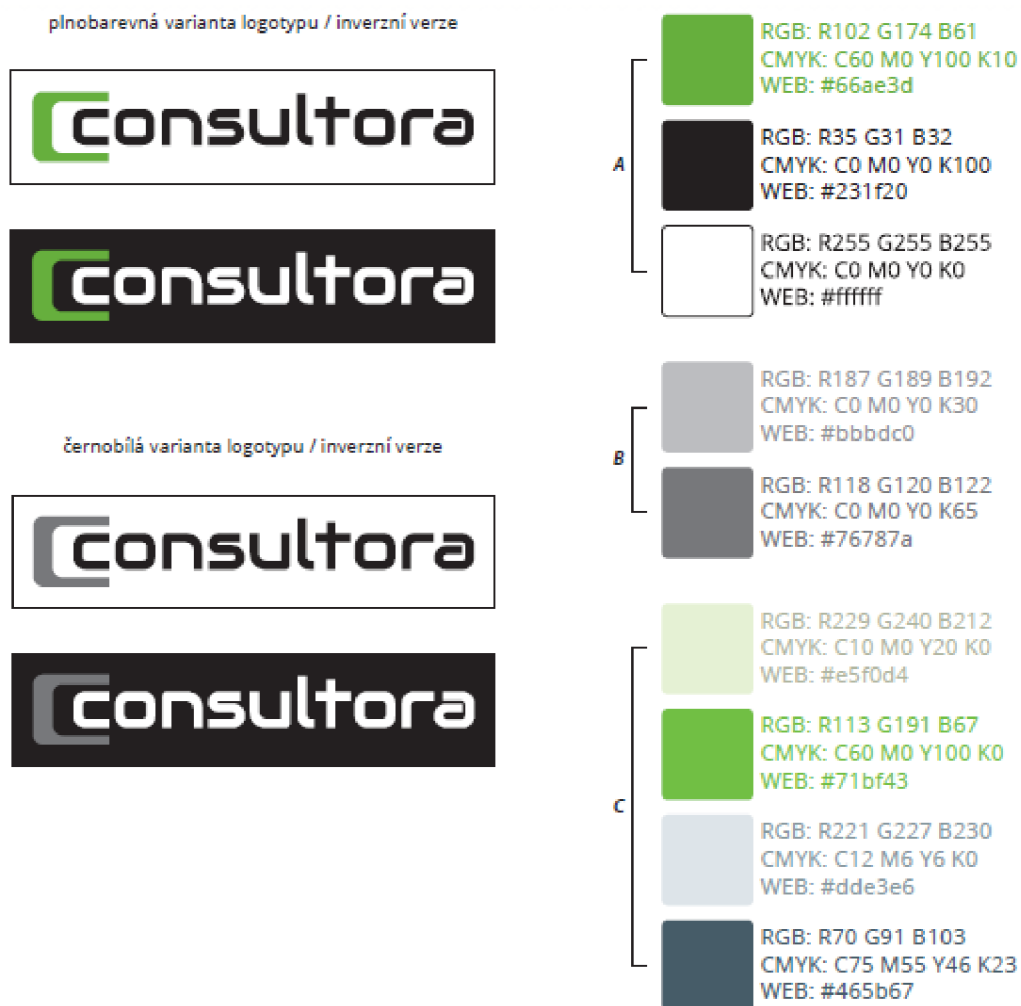 plnobarevná varianta logotypu / inverzní verze
consultora
consultora
černobílá varianta logotypu / inverzní verze
consultora
consultora
A
RGB: R102 G174 B61
CMYK: C60 M0 Y100 K10
WEB: #66ae3d
RGB: R35 G31 B32
CMYK: C0 M0 Y0 K100
WEB: #231f20
RGB: R255 G255 B255
CMYK: C0 M0 Y0 K0
WEB: #ffffff
B
RGB: R187 G189 B192
CMYK: C0 M0 Y0 K30
WEB: #bbbdc0
RGB: R118 G120 B122
CMYK: C0 M0 Y0 K65
WEB: #76787a
C
RGB: R229 G240 B212
CMYK: C10 M0 Y20 K0
WEB: #e5f0d4
RGB: R113 G191 B67
CMYK: C60 M0 Y100 K0
WEB: #71bf43
RGB: R221 G227 B230
CMYK: C12 M6 Y6 K0
WEB: #dde3e6
RGB: R70 G91 B103
CMYK: C75 M55 Y46 K23
WEB: #465b67